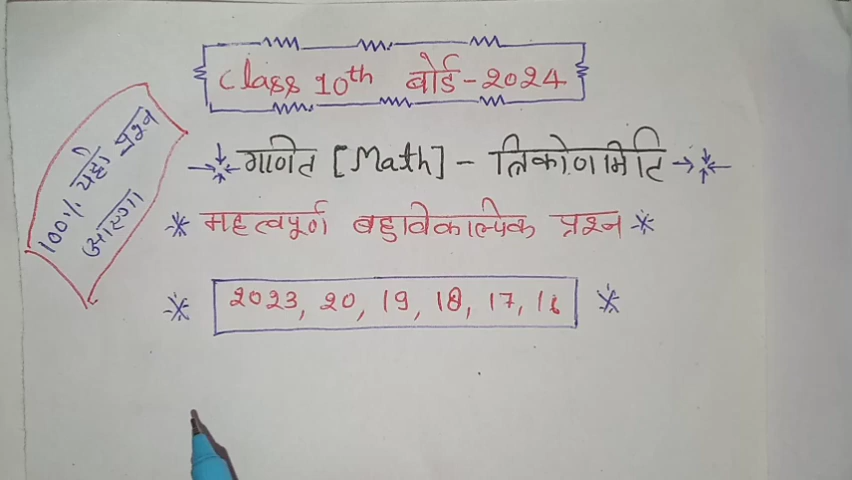 Class 10th बोर्ड-2024
100% यही प्रश्न
आएगा
गणित [Math] - त्रिकोणमिति
महत्वपूर्ण बहुविकल्पिक प्रश्न
2023, 20, 19, 18, 17, 16